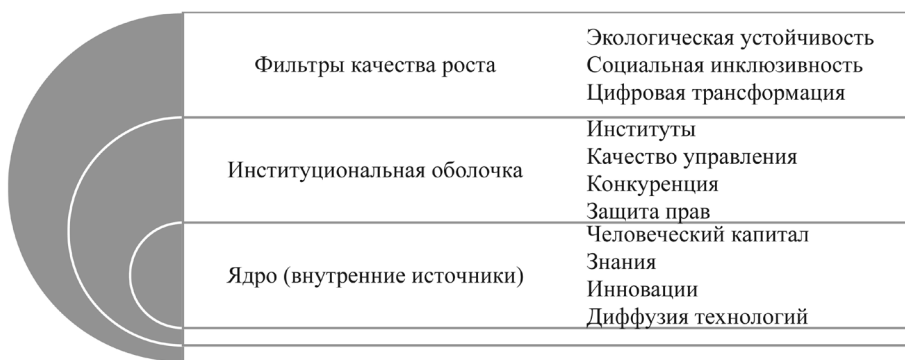 Фильтры качества роста
Экологическая устойчивость
Социальная инклюзивность
Цифровая трансформация
Институциональная оболочка
Институты
Качество управления
Конкуренция
Защита прав
Ядро (внутренние источники)
Человеческий капитал
Знания
Инновации
Диффузия технологий